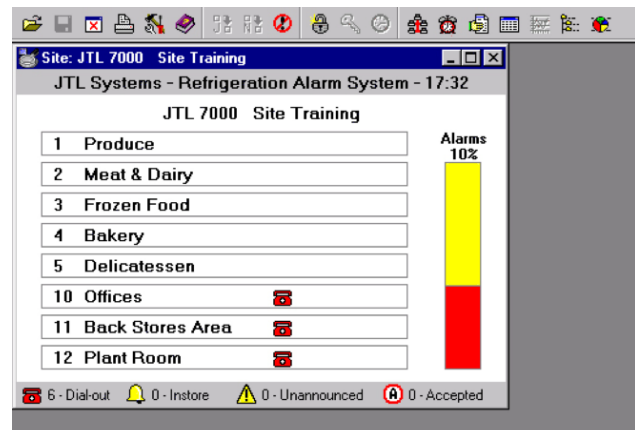 Site: JTL 7000 Site Training
JTL Systems - Refrigeration Alarm System - 17:32
JTL 7000 Site Training
Alarms
10%
1 Produce
2 Meat & Dairy
3 Frozen Food
4 Bakery
5 Delicatessen
10 Offices
11 Back Stores Area
12 Plant Room
6 - Dial-out 0 - Instore 0 - Unannounced A 0 - Accepted